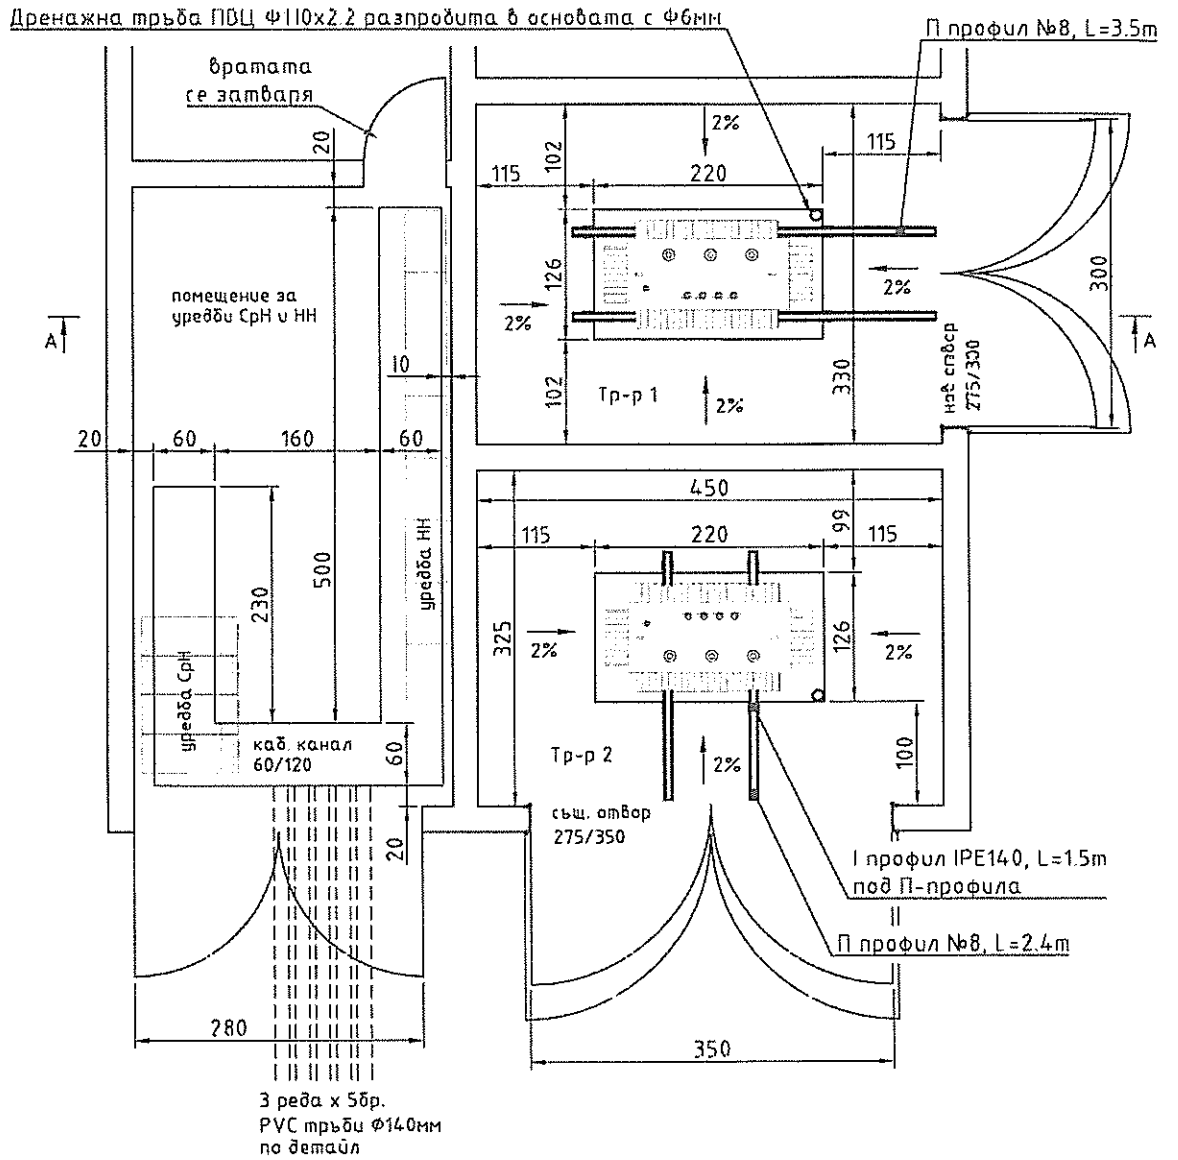 Дренажна тръба ПВЦ Ф110x2.2 разпробита в основата с Ф6мм
П профил №8, L=3.5m
вратата
се затваря
20
102
2%
115
115
220
126
300
помещение за
уредби СрН и НН
2%
2%
A
A
10
102
330
Тр-р 1
2%
нов отвор
275/300
20
60
160
60
450
99
115
220
115
уредба НН
500
230
325
2%
126
2%
уредба СрН
каб. канал
60/120
60
Тр-р 2
2%
100
същ. отвор
275/350
20
I профил IPE140, L=1.5m
под П-профила
П профил №8, L=2.4m
280
350
3 реда x 5бр.
PVC тръби Ф140мм
по детайл